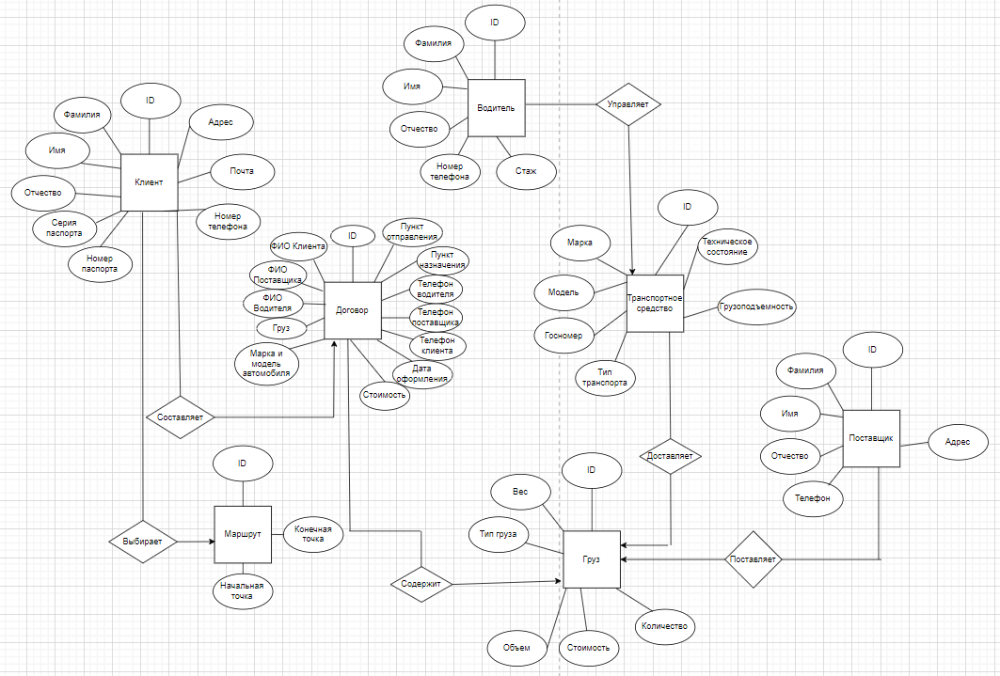 ID
Фамилия
Имя
Водитель
Управляет
Отчество
Номер
телефона
Стаж
ID
Фамилия
Адрес
Имя
Клиент
Почта
Отчество
Серия
паспорта
Номер
телефона
Номер
паспорта
ID
ФИО Клиента
Пункт
отправления
ФИО
Поставщика
Пункт
назначения
ФИО
Водителя
Договор
Телефон
водителя
Груз
Телефон
поставщика
Марка и
модель
автомобиля
Телефон
клиента
Дата
оформления
Стоимость
ID
Марка
Техническое
состояние
Модель
Транспортное
средство
Грузоподъемность
Госномер
Тип
транспорта
ID
Фамилия
Имя
Поставщик
Адрес
Отчество
Телефон
Составляет
Доставляет
ID
Маршрут
Конечная
точка
Начальная
точка
Выбирает
ID
Вес
Тип груза
Груз
Поставляет
Содержит
Количество
Объем
Стоимость